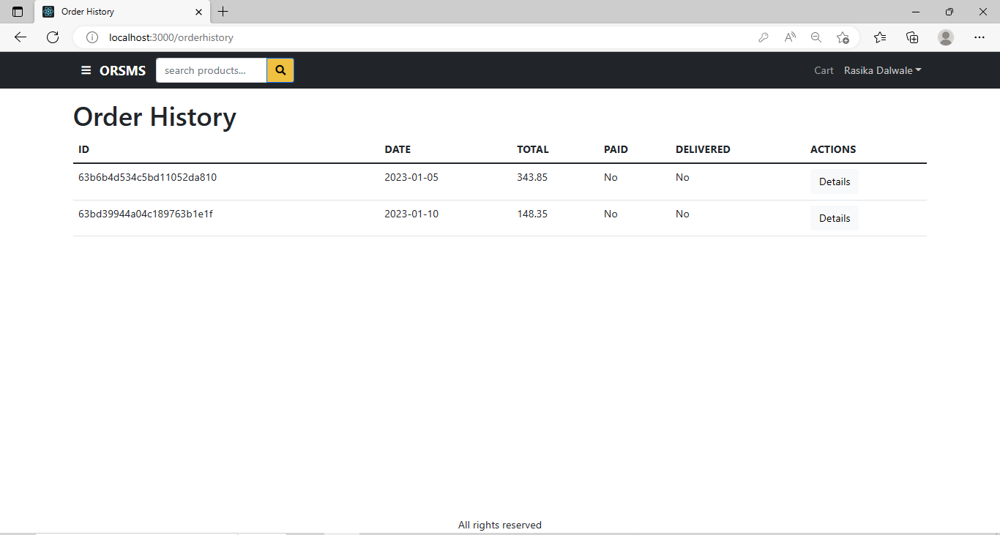 Order History
localhost:3000/orderhistory
ORSMS search products... Cart Rasika Dalwale
Order History
ID DATE TOTAL PAID DELIVERED ACTIONS
63b6b4d534c5bd11052da810 2023-01-05 343.85 No No Details
63bd39944a04c189763b1e1f 2023-01-10 148.35 No No Details
All rights reserved